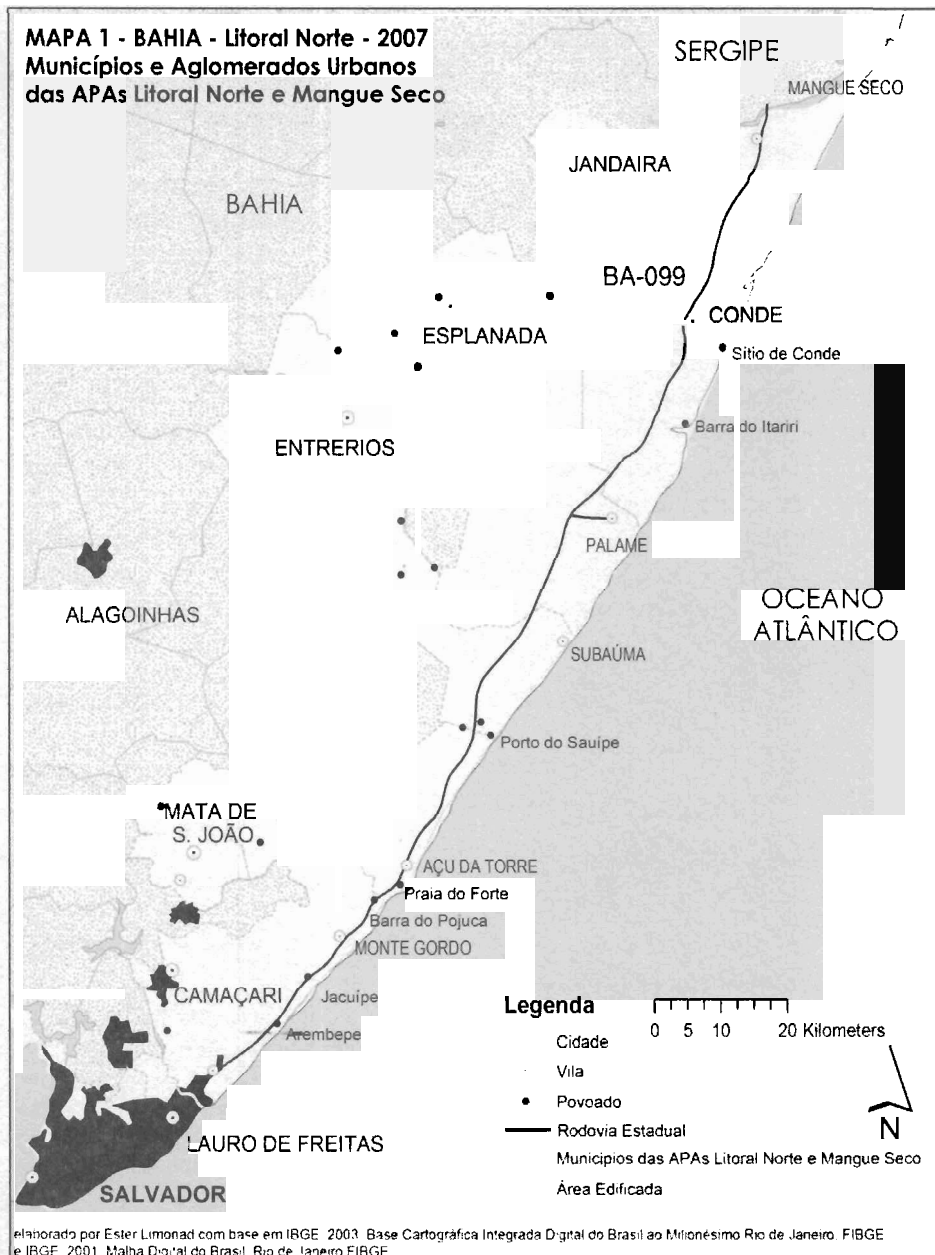 MAPA 1 - BAHIA - Litoral Norte - 2007
Municípios e Aglomerados Urbanos
das APAs Litoral Norte e Mangue Seco
SERGIPE
MANGUE SECO
JANDAIRA
BAHIA
BA-099
CONDE
ESPLANADA
Sítio de Conde
Barra do Itariri
ENTRERIOS
PALAME
ALAGOINHAS
OCEANO
ATLÂNTICO
SUBAÚMA
Porto do Sauípe
MATA DE
S. JOÃO
AÇU DA TORRE
Praia do Forte
Barra do Pojuca
MONTE GORDO
CAMAÇARI
Jacuípe
Arembepe
Legenda
0 5 10 20 Kilometers
Cidade
Vila
Povoado
Rodovia Estadual
Municípios das APAs Litoral Norte e Mangue Seco
Área Edificada
N
LAURO DE FREITAS
SALVADOR
elaborado por Ester Limonad com base em IBGE 2003 Base Cartográfica Integrada Digital do Brasil ao Milionésimo Rio de Janeiro, FIBGE
e IBGE 2001 Malha Digital do Brasil, Rio de Janeiro FIBGE